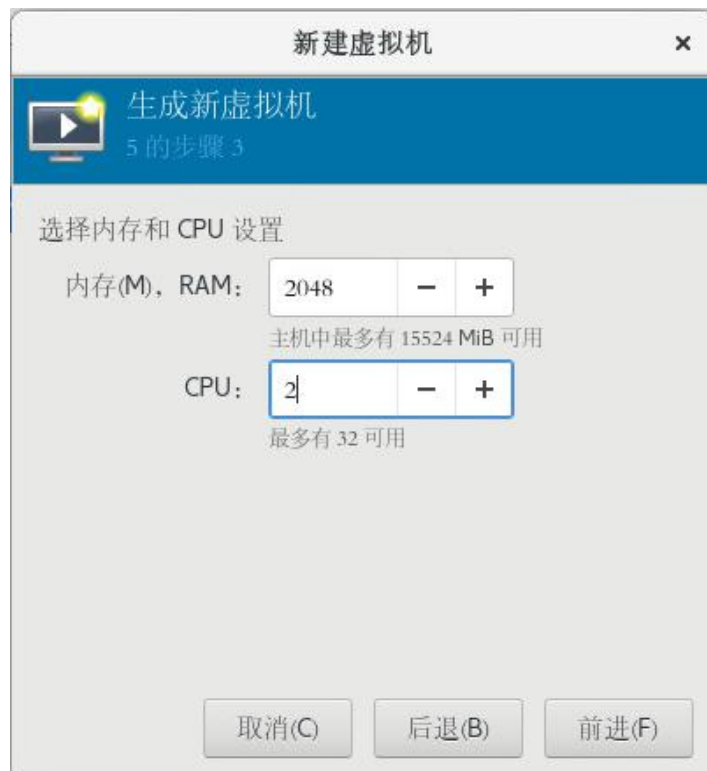 新建虚拟机 ×
生成新虚拟机
5 的步骤 3
选择内存和 CPU 设置
内存(M)，RAM： 2048 − +
主机中最多有 15524 MiB 可用
CPU： 2 − +
最多有 32 可用
取消(C) 后退(B) 前进(F)